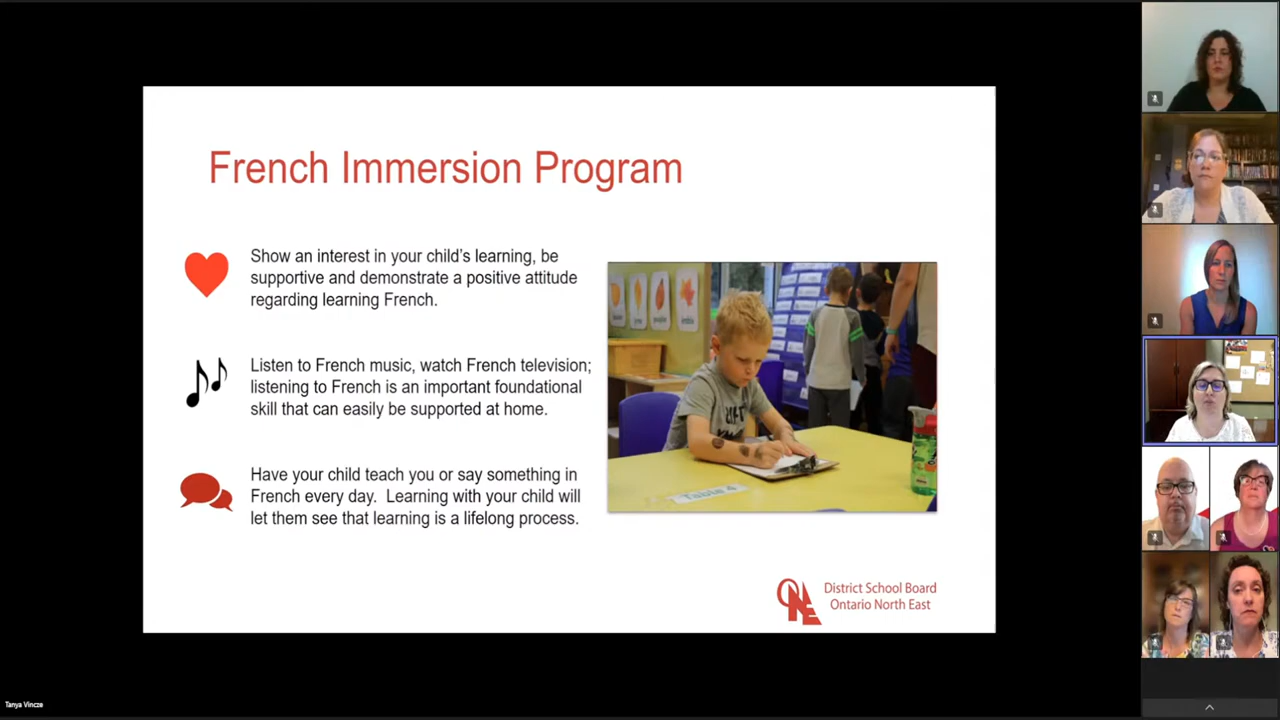 French Immersion Program
Show an interest in your child's learning, be
supportive and demonstrate a positive attitude
regarding learning French.
Listen to French music, watch French television;
listening to French is an important foundational
skill that can easily be supported at home.
Have your child teach you or say something in
French every day.  Learning with your child will
let them see that learning is a lifelong process.
Table 4
ONE
District School Board
Ontario North East
Tanya Vincze